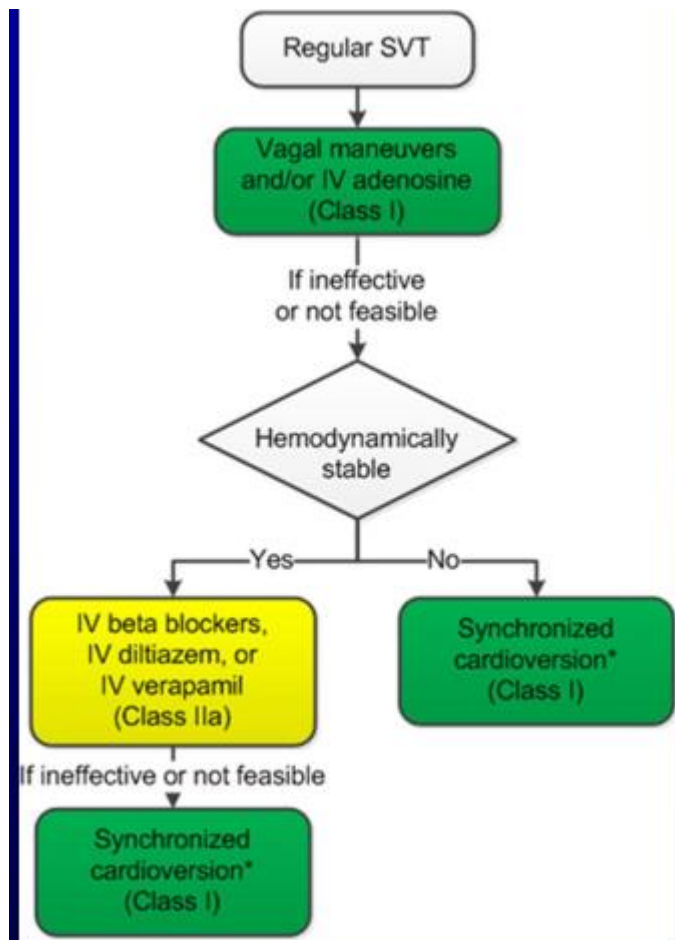 Regular SVT
Vagal maneuvers
and/or IV adenosine
(Class I)
If ineffective
or not feasible
Hemodynamically
stable
Yes
No
IV beta blockers,
IV diltiazem, or
IV verapamil
(Class IIa)
Synchronized
cardioversion*
(Class I)
If ineffective or not feasible
Synchronized
cardioversion*
(Class I)